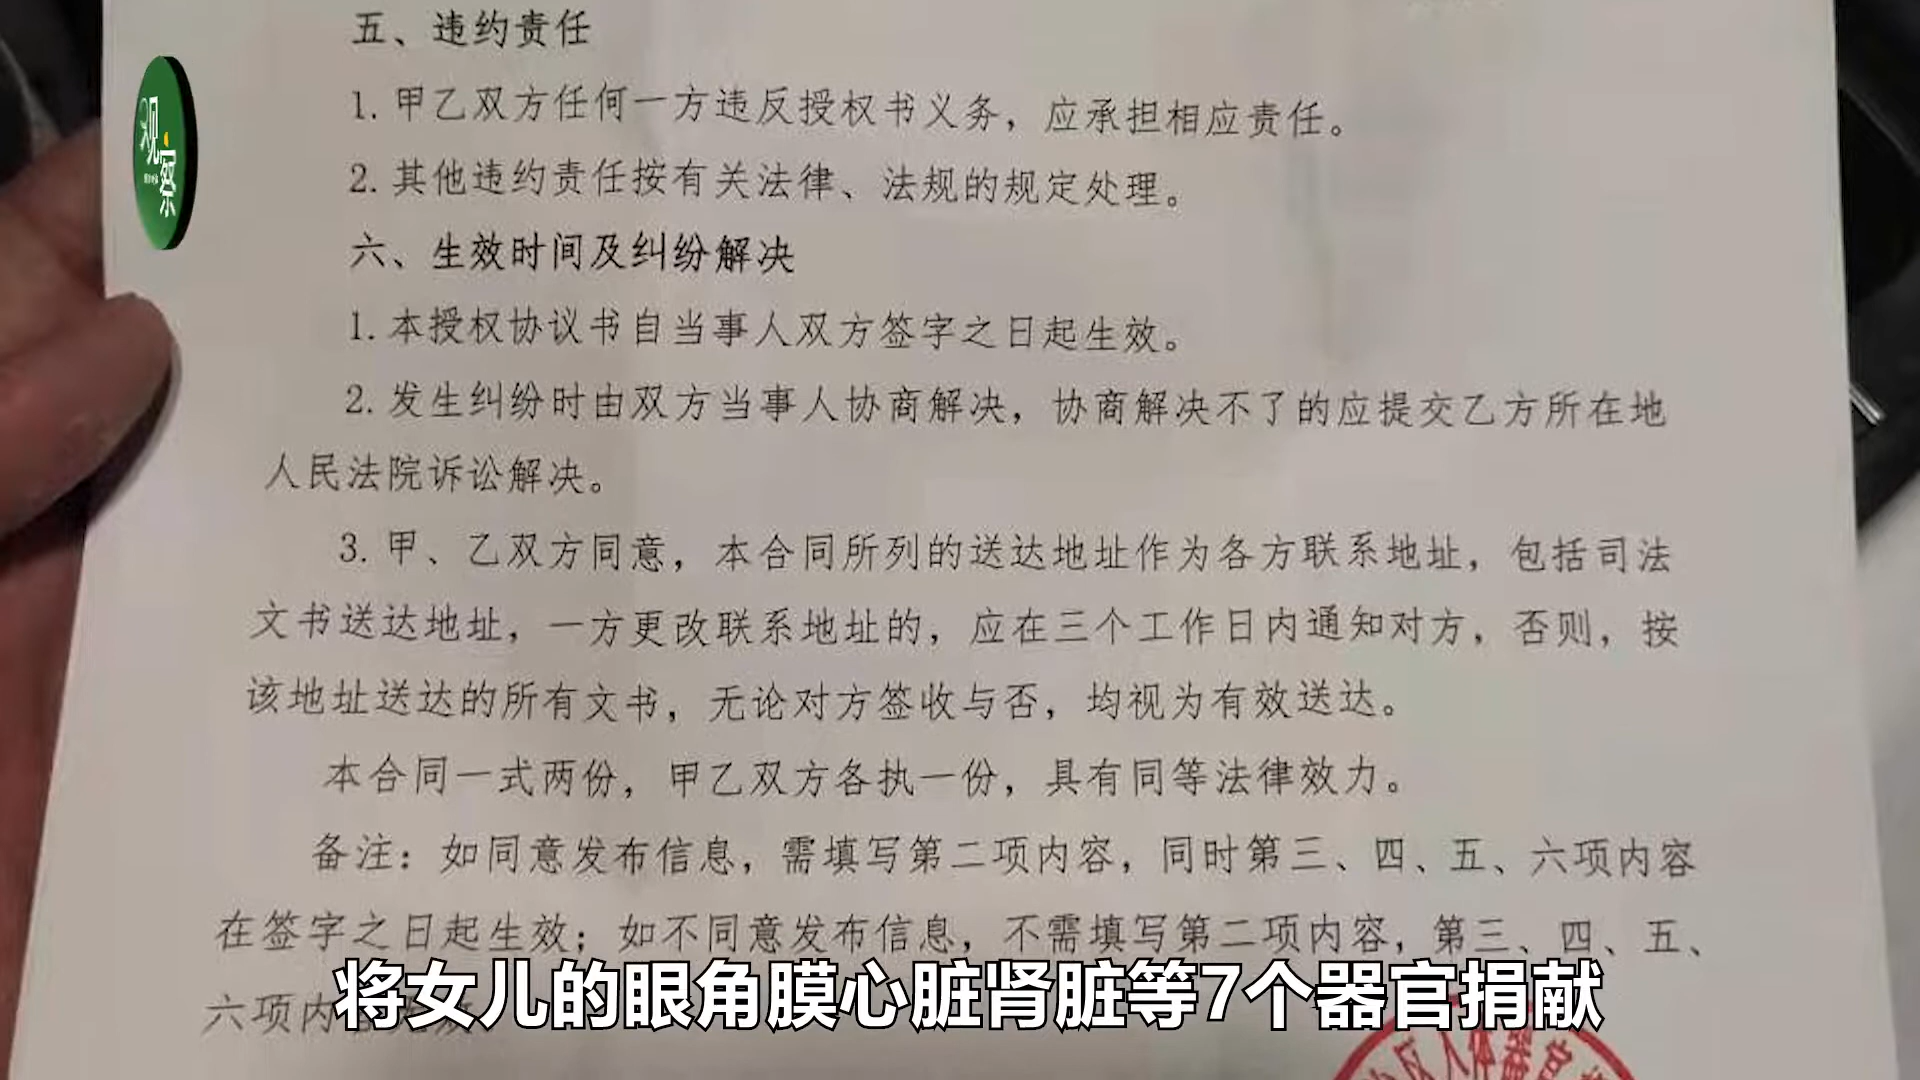 五、违约责任
1. 甲乙双方任何一方违反授权书义务，应承担相应责任。
观察
2. 其他违约责任按有关法律、法规的规定处理。
六、生效时间及纠纷解决
1. 本授权协议书自当事人双方签字之日起生效。
2. 发生纠纷时由双方当事人协商解决，协商解决不了的应提交乙方所在地
人民法院诉讼解决。
3. 甲、乙双方同意，本合同所列的送达地址作为各方联系地址，包括司法
文书送达地址，一方更改联系地址的，应在三个工作日内通知对方，否则，按
该地址送达的所有文书，无论对方签收与否，均视为有效送达。
本合同一式两份，甲乙双方各执一份，具有同等法律效力。
备注：如同意发布信息，需填写第二项内容，同时第三、四、五、六项内容
在签字之日起生效；如不同意发布信息，不需填写第二项内容，第三、四、五、
六项内
将女儿的眼角膜心脏肾脏等7个器官捐献
区人体器官